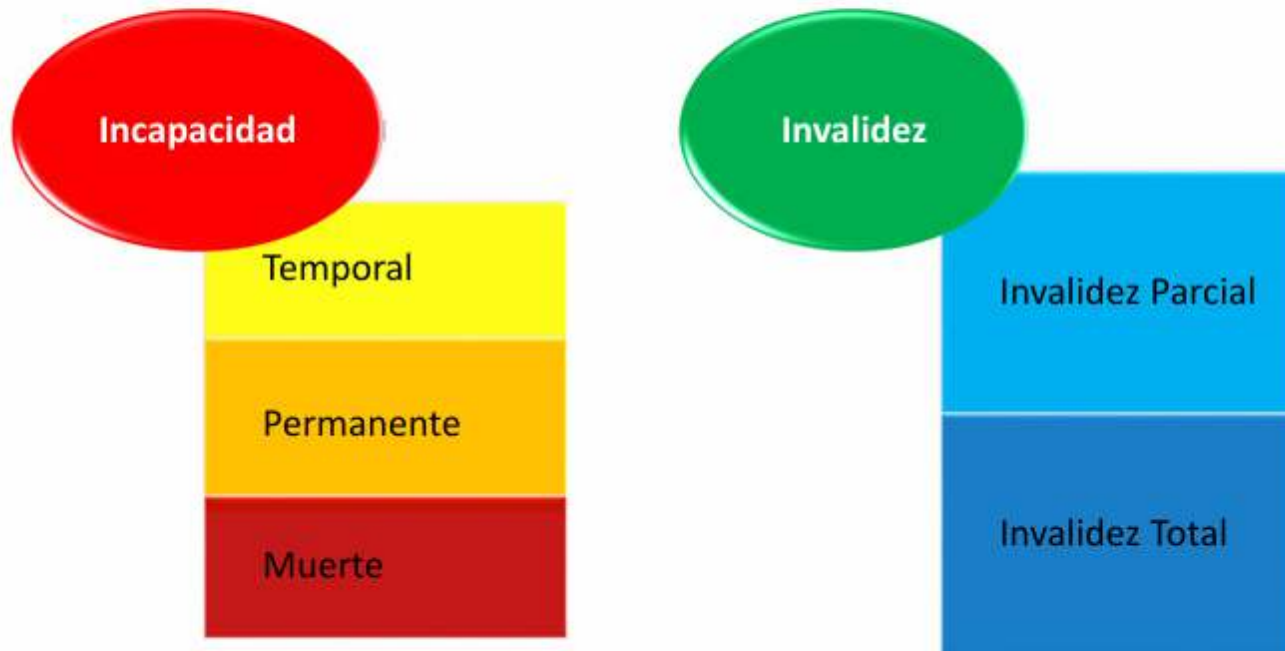 Incapacidad
Temporal
Permanente
Muerte
Invalidez
Invalidez Parcial
Invalidez Total